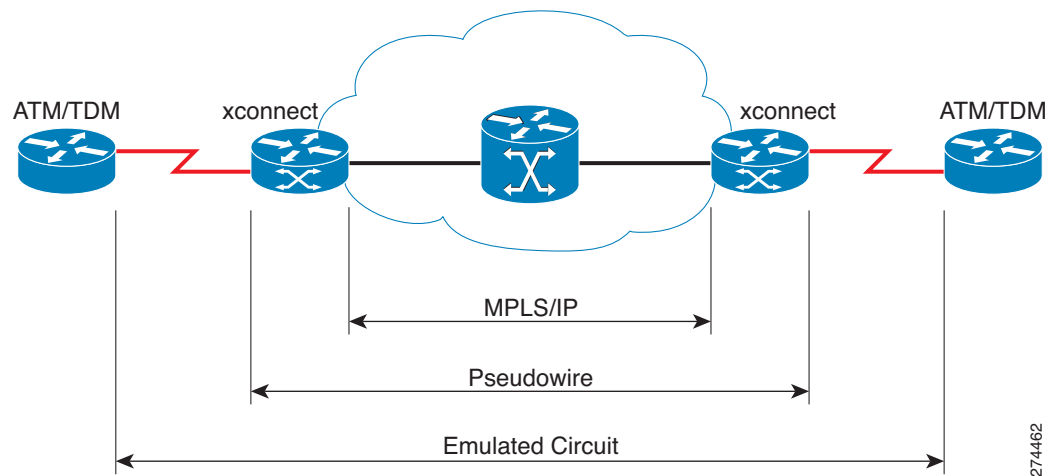 ATM/TDM
xconnect
xconnect
ATM/TDM
MPLS/IP
Pseudowire
Emulated Circuit
274462